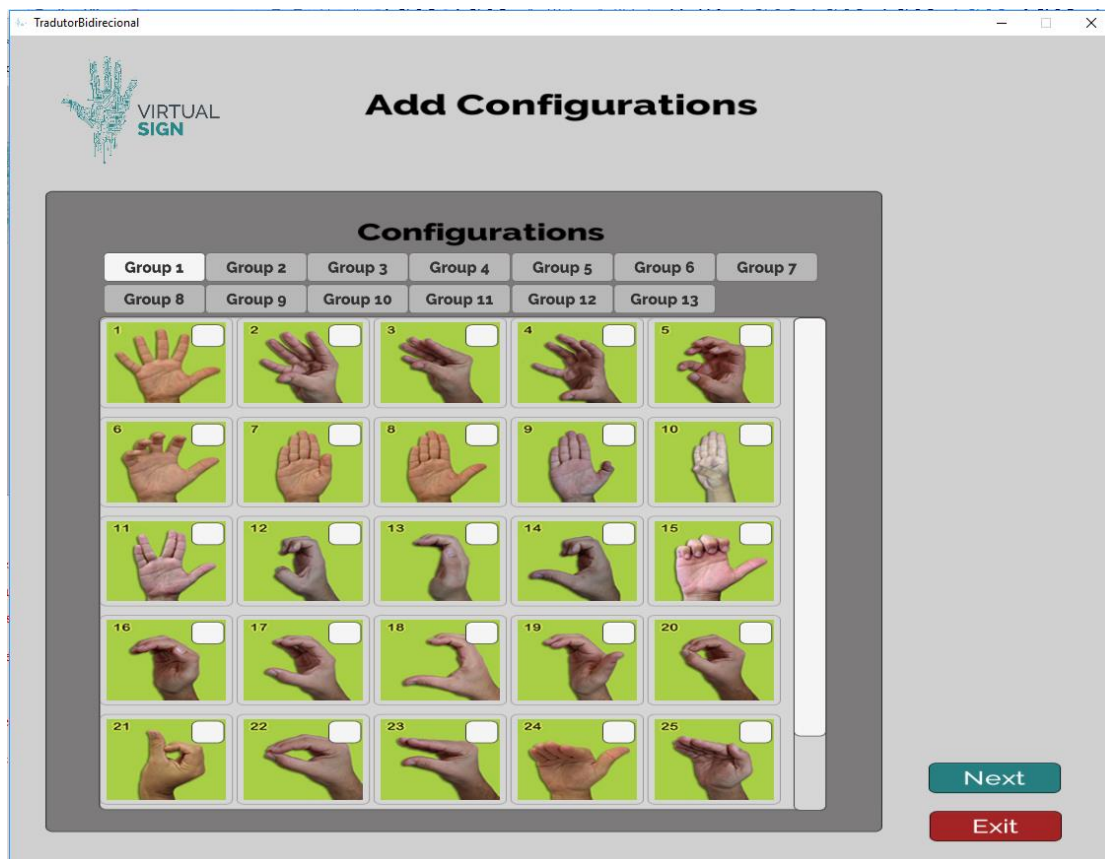 TradutorBidirecional
VIRTUAL
SIGN
Add Configurations
Configurations
Group 1 Group 2 Group 3 Group 4 Group 5 Group 6 Group 7
Group 8 Group 9 Group 10 Group 11 Group 12 Group 13
1 2 3 4 5
6 7 8 9 10
11 12 13 14 15
16 17 18 19 20
21 22 23 24 25
Next
Exit